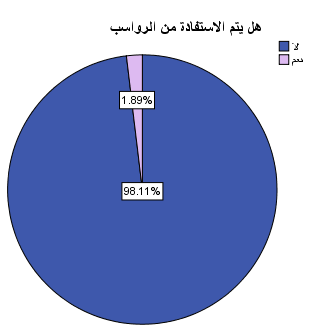 هل يتم الاستفادة من الرواسب
لا
نعم
1.89%
98.11%